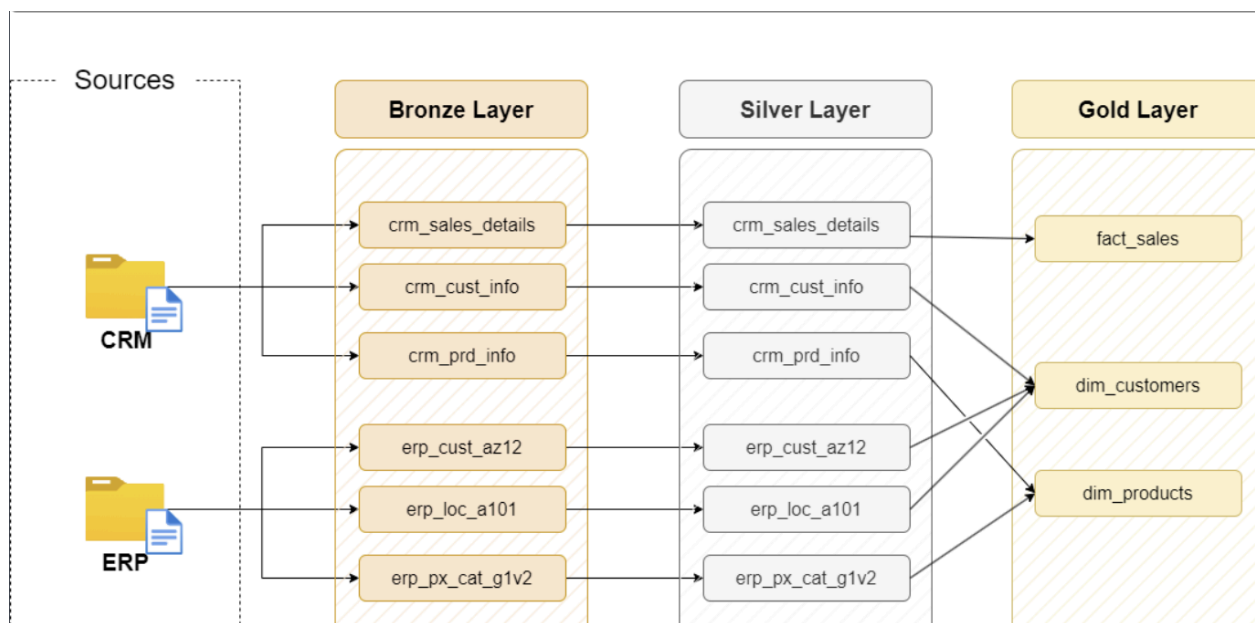 Sources
Bronze Layer
Silver Layer
Gold Layer
crm_sales_details
crm_sales_details
fact_sales
crm_cust_info
crm_cust_info
CRM
crm_prd_info
crm_prd_info
dim_customers
erp_cust_az12
erp_cust_az12
dim_products
erp_loc_a101
erp_loc_a101
ERP
erp_px_cat_g1v2
erp_px_cat_g1v2